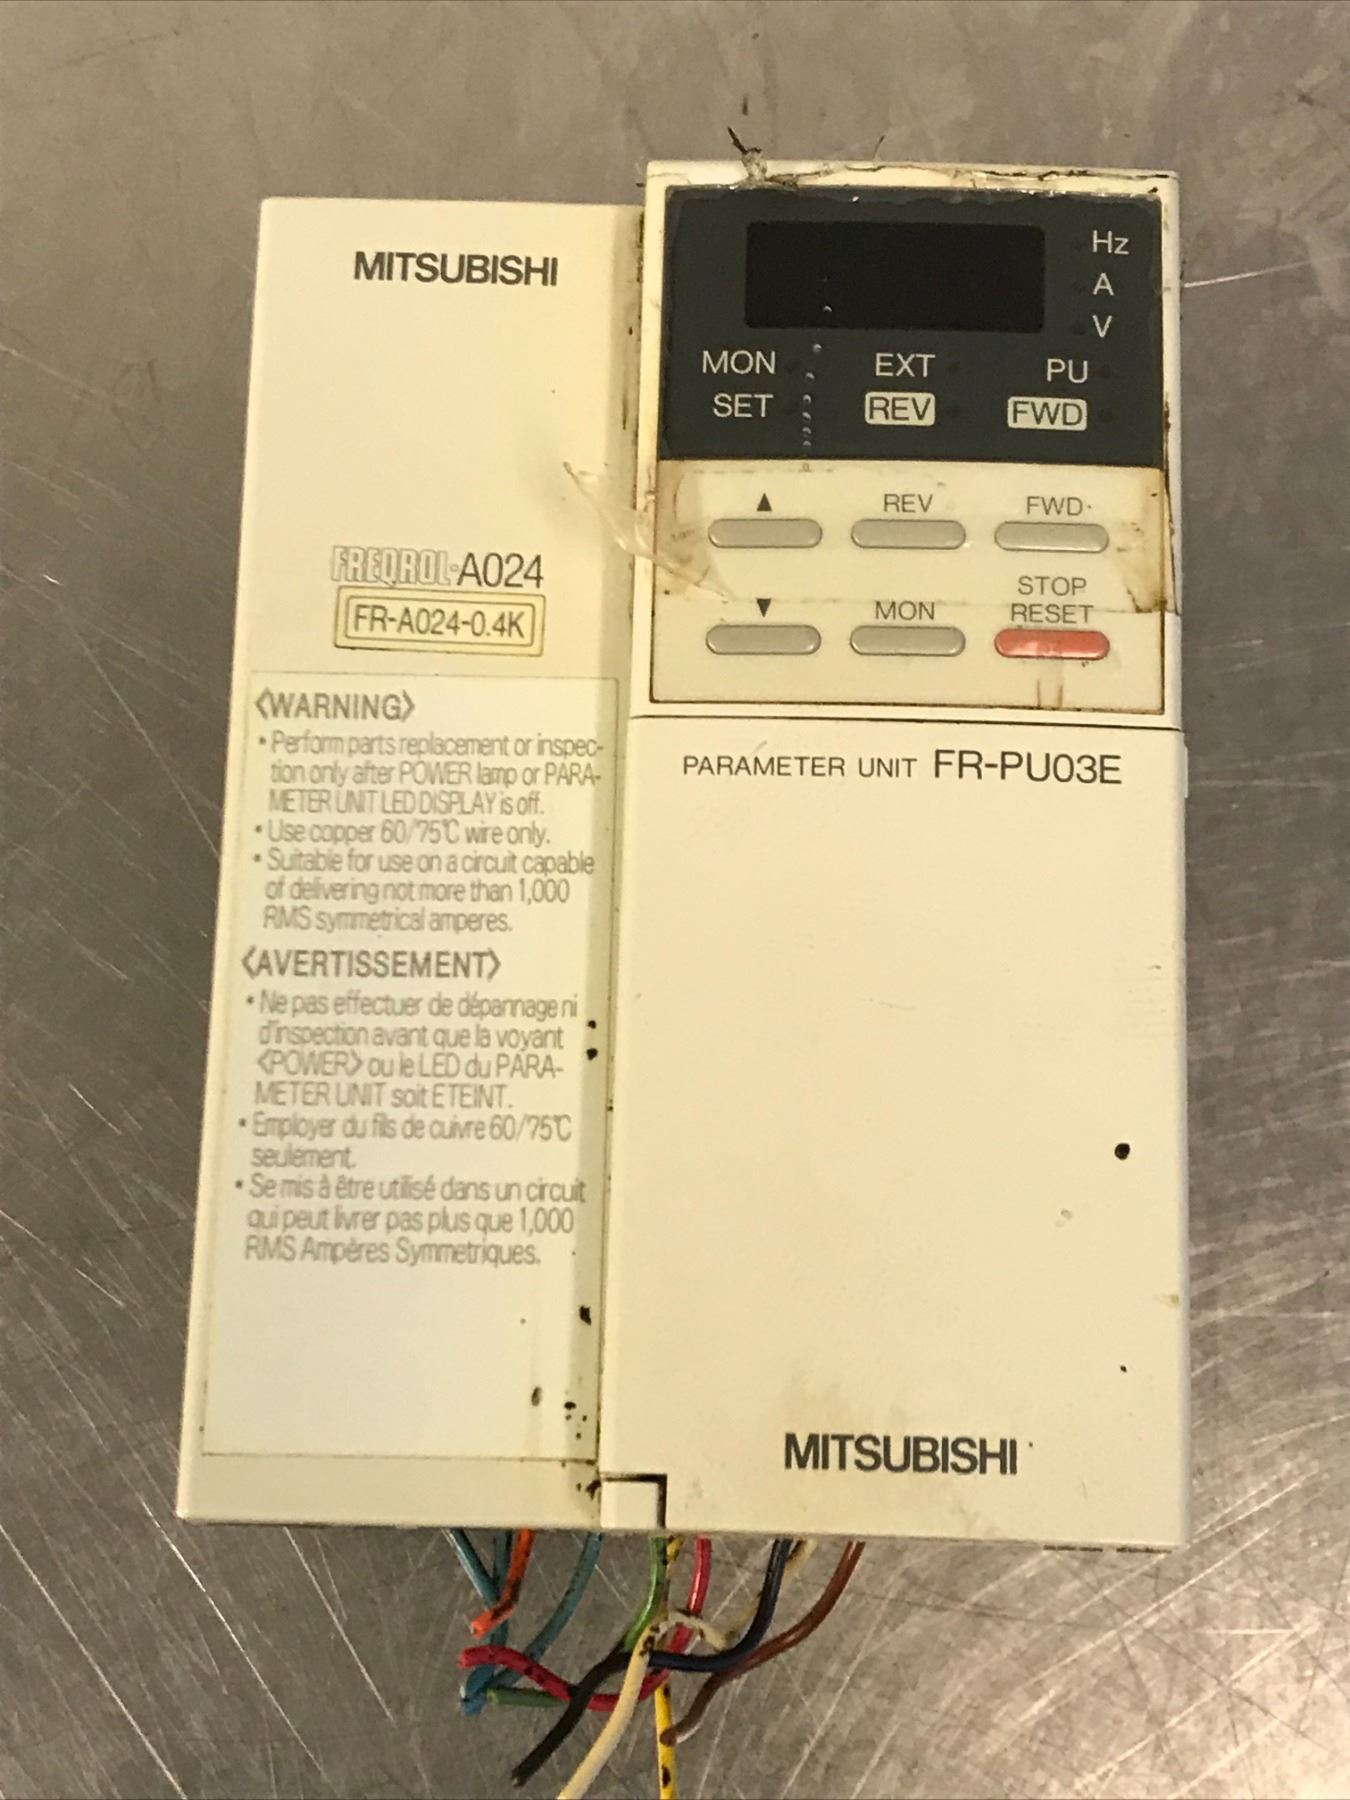 MITSUBISHI
FREQROL-A024
FR-A024-0.4K
〈WARNING〉
• Perform parts replacement or inspec-
tion only after POWER lamp or PARA-
METER UNIT LED DISPLAY is off.
• Use copper 60/75℃ wire only.
• Suitable for use on a circuit capable
of delivering not more than 1,000
RMS symmetrical amperes.
〈AVERTISSEMENT〉
• Ne pas effectuer de dépannage ni
d'inspection avant que la voyant
〈POWER〉 ou le LED du PARA-
METER UNIT soit ETEINT.
• Employer du fils de cuivre 60/75℃
seulement.
• Se mis à être utilisé dans un circuit
qui peut livrer pas plus que 1,000
RMS Ampères Symmetriques.
Hz
A
V
MON EXT PU
SET REV FWD
▲ REV FWD
STOP
▼ MON RESET
PARAMETER UNIT FR-PU03E
MITSUBISHI